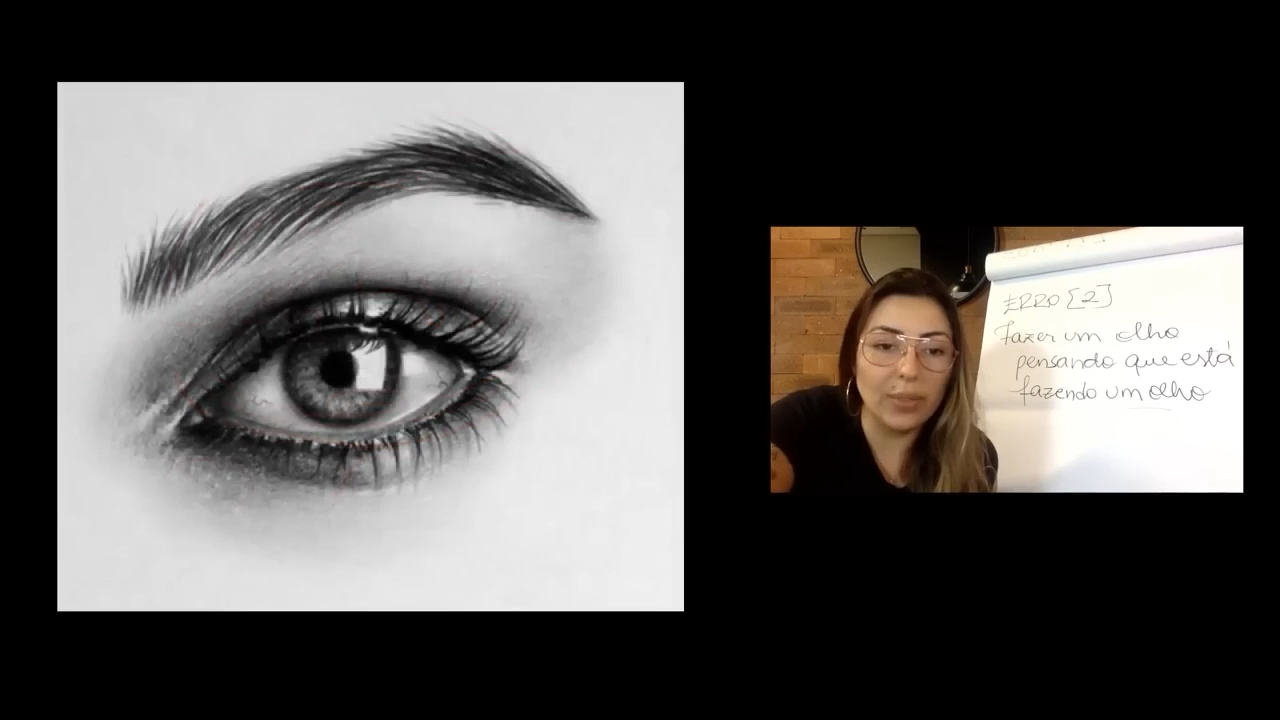 ERRO [2]
Fazer um olho
pensando que está
fazendo um olho